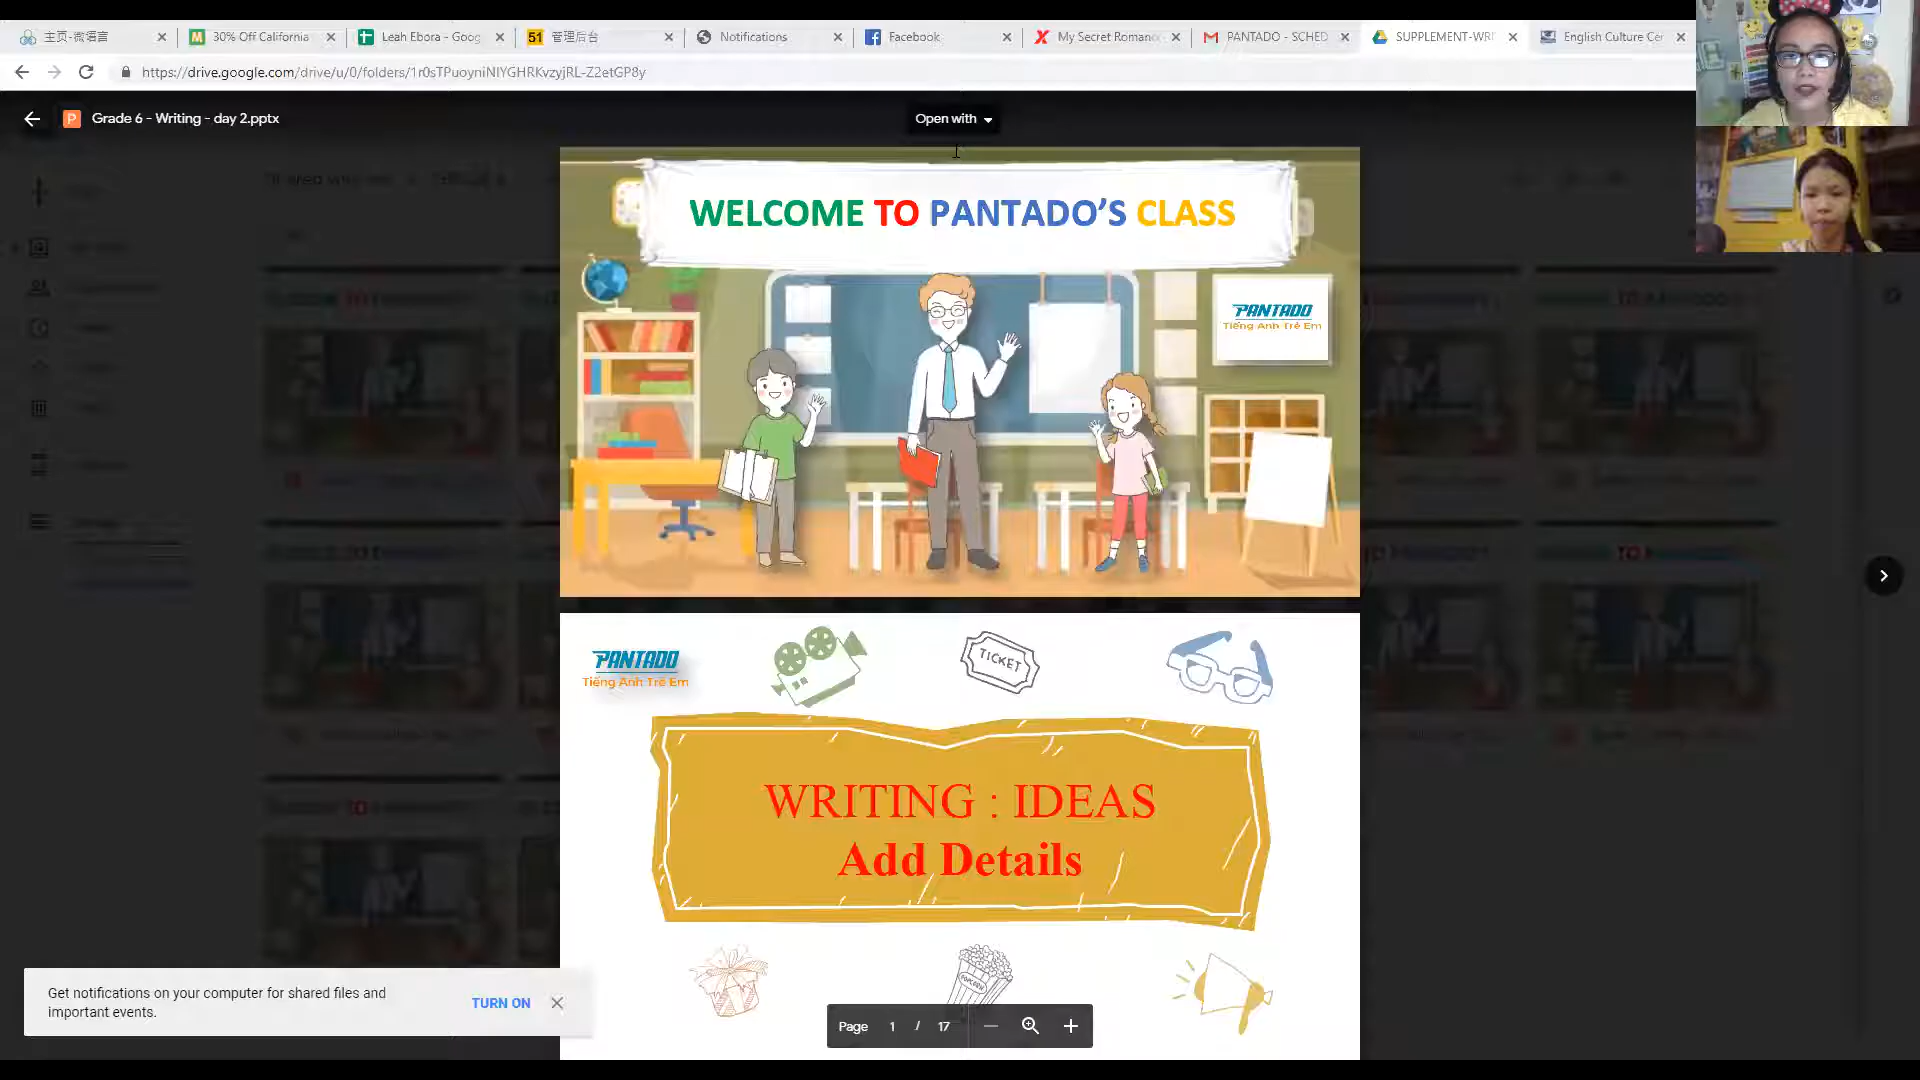 主页-微语言
30% Off California
Leah Ebora - Goog
51 管理后台
Notifications
Facebook
My Secret Romanc
PANTADO - SCHED
SUPPLEMENT-WRI
English Culture Cer
https://drive.google.com/drive/u/0/folders/1r0sTPuoyniNIYGHRKvzyjRL-Z2etGP8y
P Grade 6 - Writing - day 2.pptx
Open with
WELCOME TO PANTADO’S CLASS
PANTADO
Tiếng Anh Trẻ Em
PANTADO
Tiếng Anh Trẻ Em
TICKET
WRITING : IDEAS
Add Details
POPCORN
Get notifications on your computer for shared files and
important events.
TURN ON
Page 1 / 17